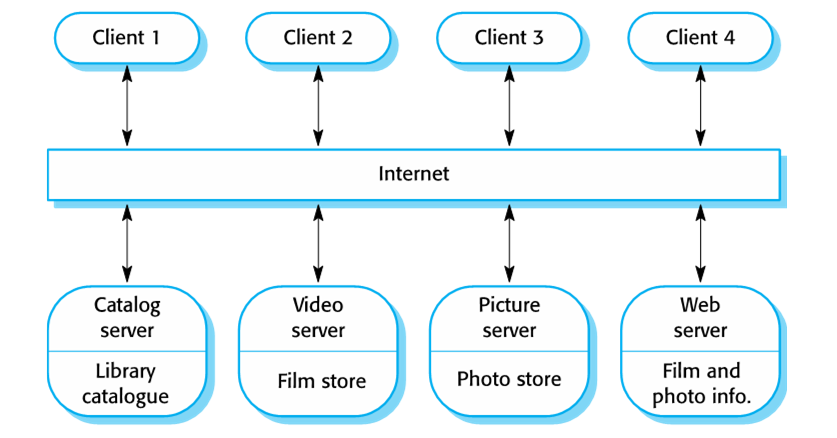 Client 1
Client 2
Client 3
Client 4
Internet
Catalog
server
Library
catalogue
Video
server
Film store
Picture
server
Photo store
Web
server
Film and
photo info.